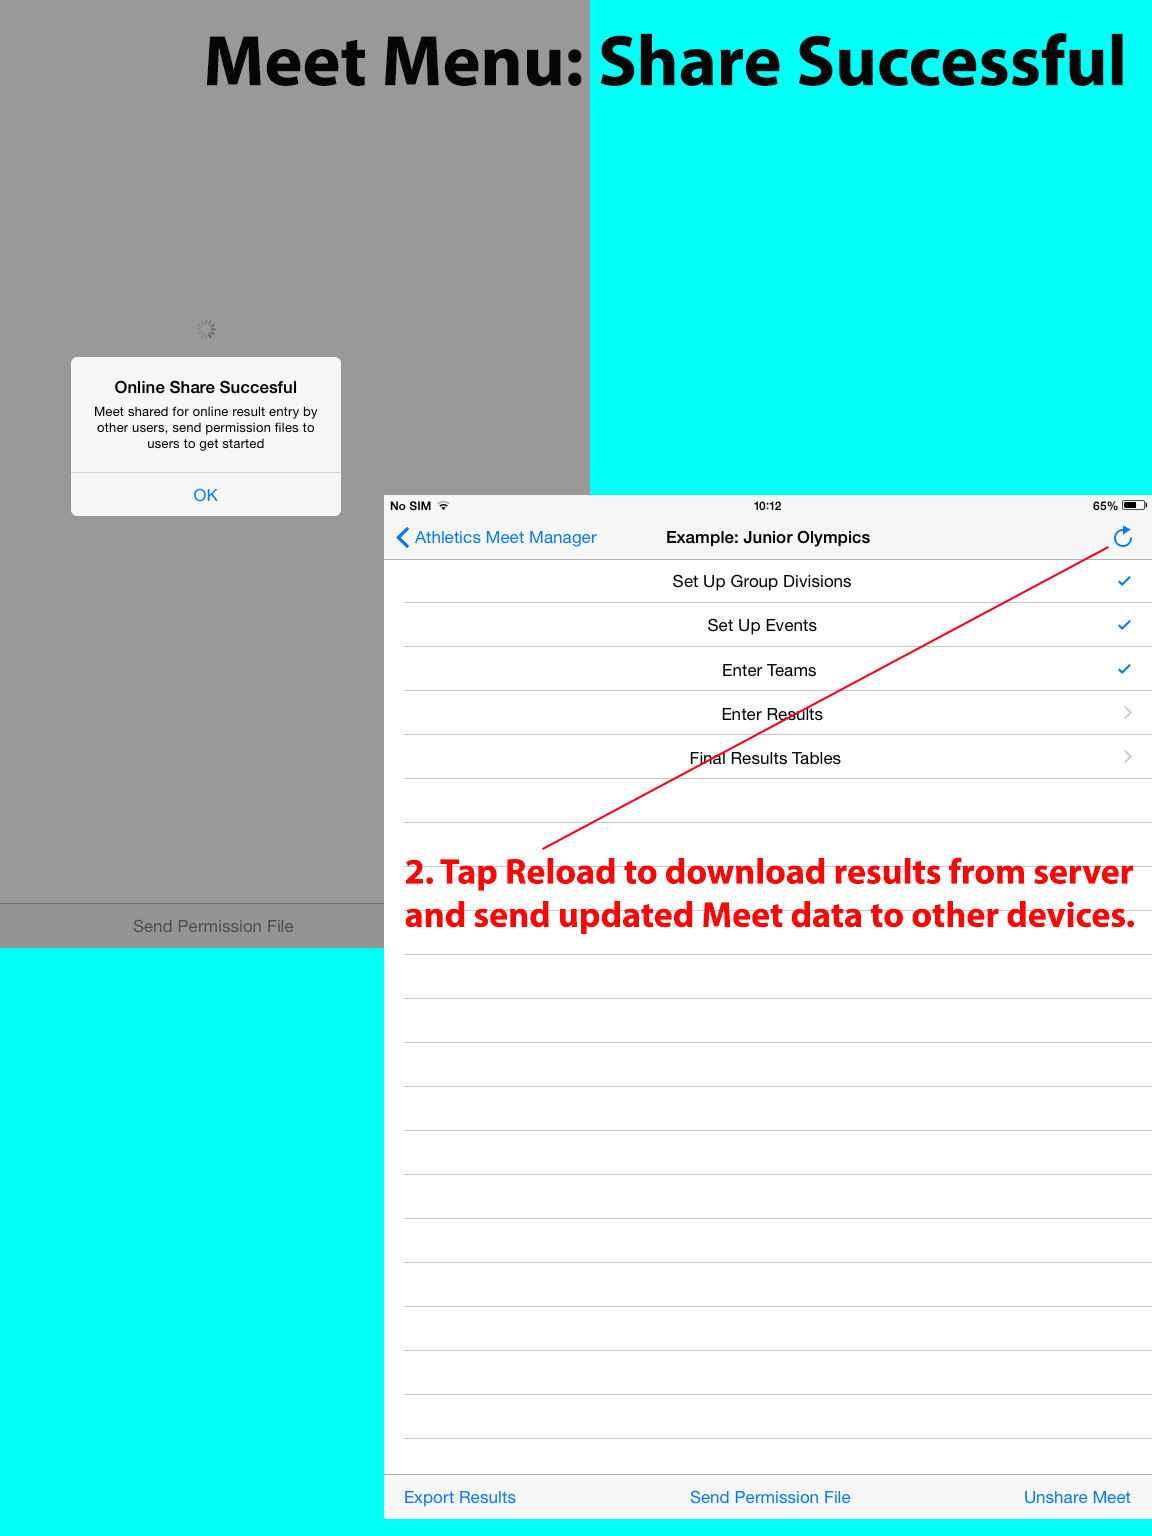 Meet Menu: Share Successful
Online Share Succesful
Meet shared for online result entry by
other users, send permission files to
users to get started
OK
Send Permission File
No SIM 10:12 65%
Athletics Meet Manager Example: Junior Olympics
Set Up Group Divisions
Set Up Events
Enter Teams
Enter Results
Final Results Tables
2. Tap Reload to download results from server
and send updated Meet data to other devices.
Export Results Send Permission File Unshare Meet